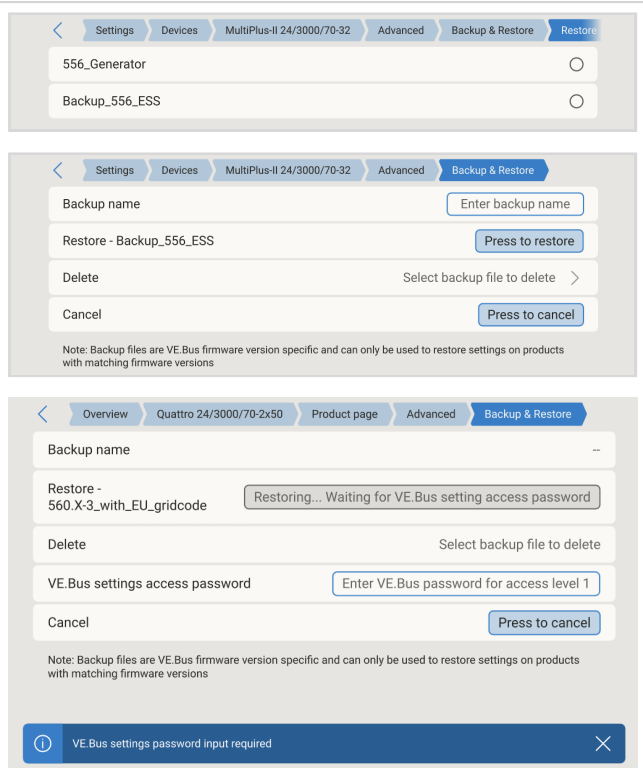 Settings Devices MultiPlus-II 24/3000/70-32 Advanced Backup & Restore Restore
556_Generator
Backup_556_ESS
Settings Devices MultiPlus-II 24/3000/70-32 Advanced Backup & Restore
Backup name Enter backup name
Restore - Backup_556_ESS Press to restore
Delete Select backup file to delete
Cancel Press to cancel
Note: Backup files are VE.Bus firmware version specific and can only be used to restore settings on products
with matching firmware versions
Overview Quattro 24/3000/70-2x50 Product page Advanced Backup & Restore
Backup name --
Restore -
560.X-3_with_EU_gridcode Restoring... Waiting for VE.Bus setting access password
Delete Select backup file to delete
VE.Bus settings access password Enter VE.Bus password for access level 1
Cancel Press to cancel
Note: Backup files are VE.Bus firmware version specific and can only be used to restore settings on products
with matching firmware versions
VE.Bus settings password input required